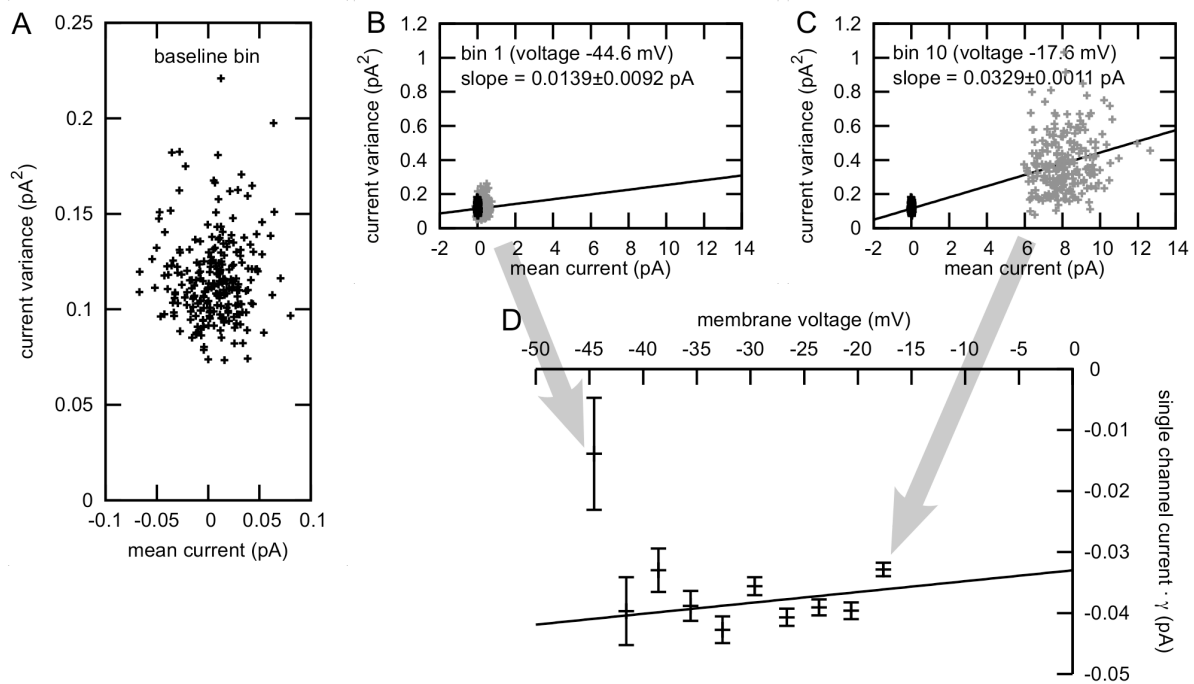 A
0.25
0.2
0.15
0.1
0.05
0
baseline bin
current variance (pA²)
-0.1 -0.05 0 0.05 0.1
mean current (pA)
B
1.2
1
0.8
0.6
0.4
0.2
0
bin 1 (voltage -44.6 mV)
slope = 0.0139±0.0092 pA
current variance (pA²)
-2 0 2 4 6 8 10 12 14
mean current (pA)
C
1.2
1
0.8
0.6
0.4
0.2
0
bin 10 (voltage -17.6 mV)
slope = 0.0329±0.0011 pA
current variance (pA²)
-2 0 2 4 6 8 10 12 14
mean current (pA)
D
membrane voltage (mV)
-50 -45 -40 -35 -30 -25 -20 -15 -10 -5 0
0
-0.01
-0.02
-0.03
-0.04
-0.05
single channel current · γ (pA)